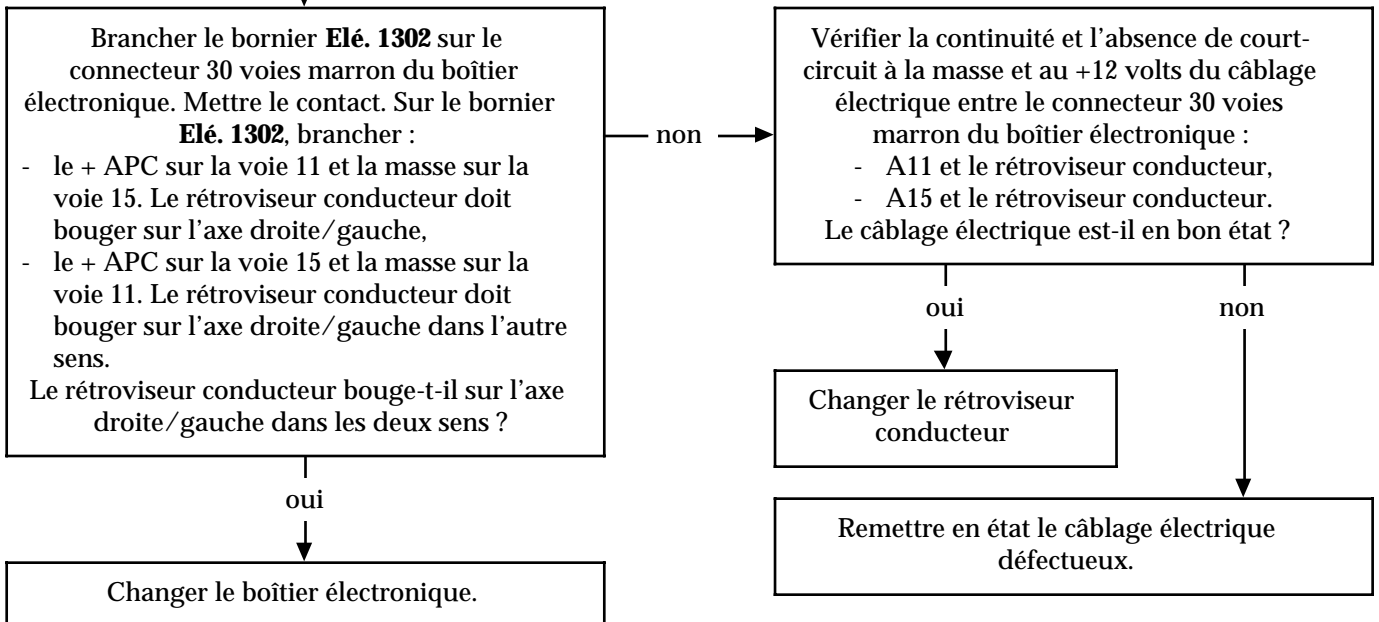 Brancher le bornier Elé. 1302 sur le
connecteur 30 voies marron du boîtier
électronique. Mettre le contact. Sur le bornier
Elé. 1302, brancher :
- le + APC sur la voie 11 et la masse sur la
voie 15. Le rétroviseur conducteur doit
bouger sur l'axe droite/gauche,
- le + APC sur la voie 15 et la masse sur la
voie 11. Le rétroviseur conducteur doit
bouger sur l'axe droite/gauche dans l'autre
sens.
Le rétroviseur conducteur bouge-t-il sur l'axe
droite/gauche dans les deux sens ?
non
Vérifier la continuité et l'absence de court-
circuit à la masse et au +12 volts du câblage
électrique entre le connecteur 30 voies
marron du boîtier électronique :
- A11 et le rétroviseur conducteur,
- A15 et le rétroviseur conducteur.
Le câblage électrique est-il en bon état ?
oui
non
Changer le rétroviseur
conducteur
oui
Remettre en état le câblage électrique
défectueux.
Changer le boîtier électronique.